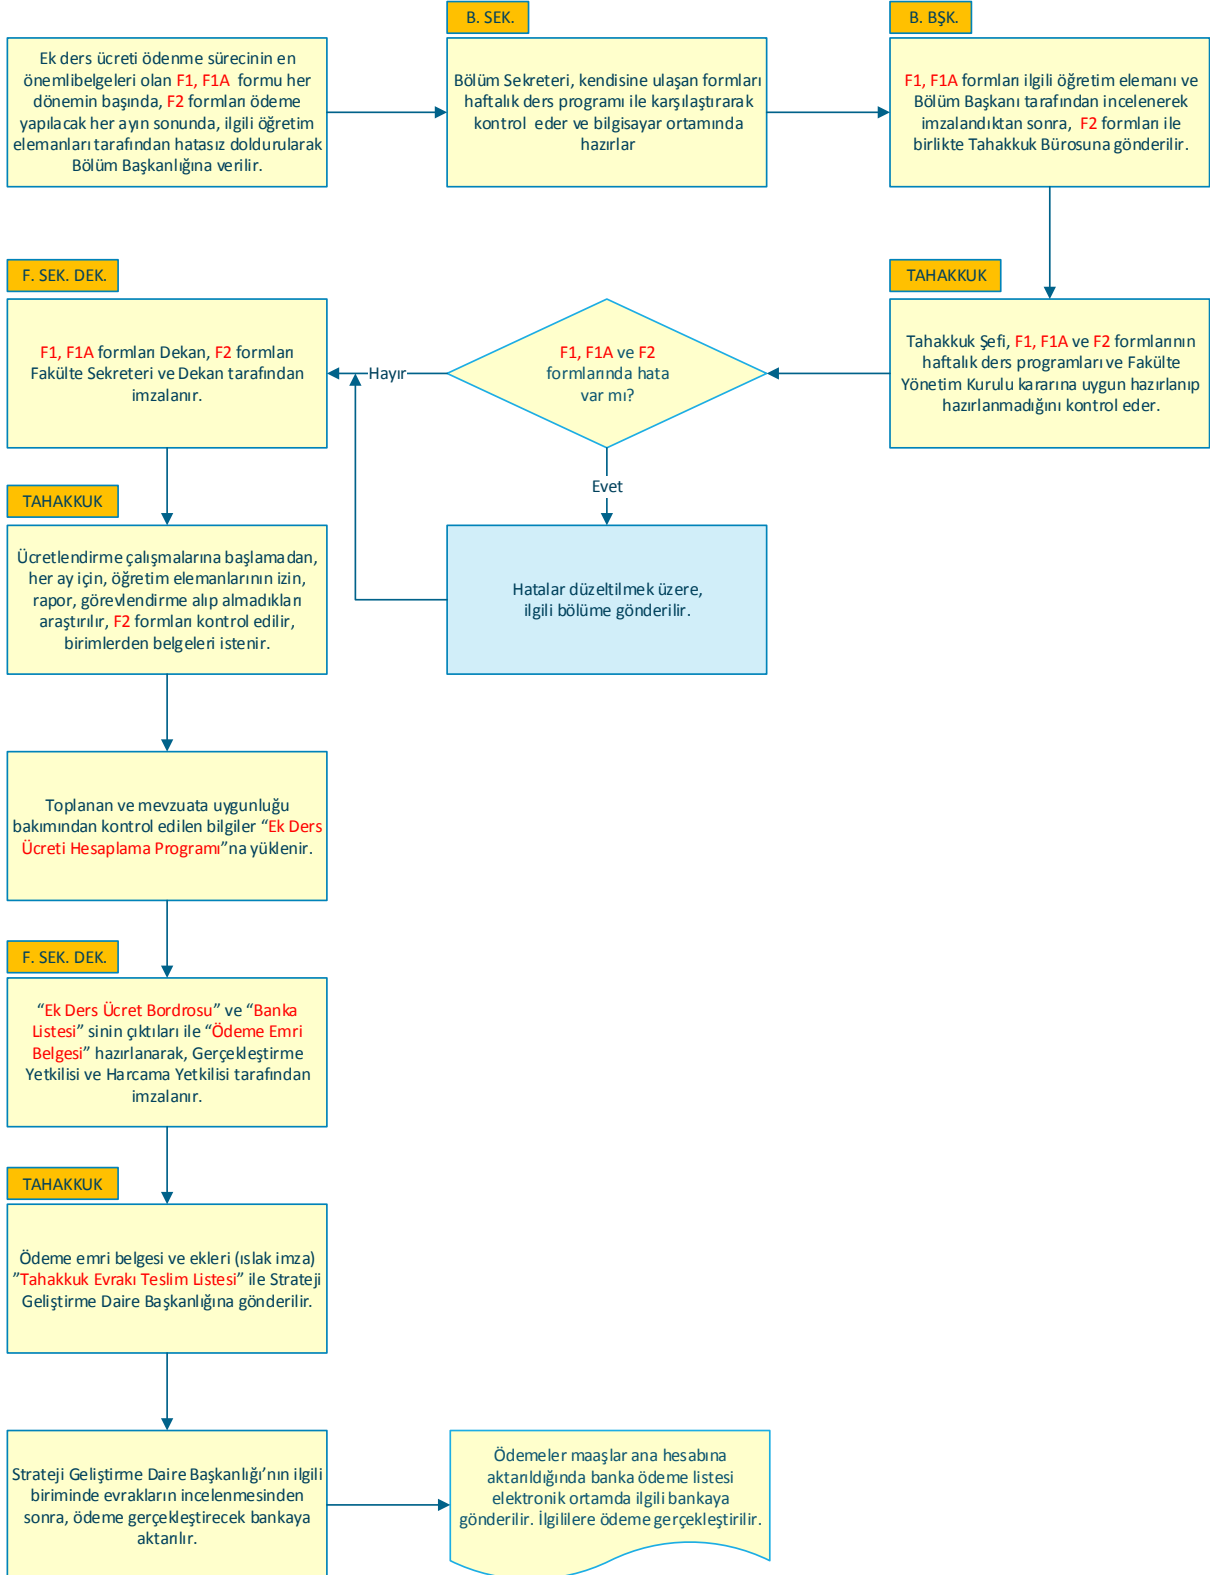 Ek ders ücreti ödenme sürecinin en
önemlibelgeleri olan F1, F1A formu her
dönemin başında, F2 formları ödeme
yapılacak her ayın sonunda, ilgili öğretim
elemanları tarafından hatasız doldurularak
Bölüm Başkanlığına verilir.
B. SEK.
Bölüm Sekreteri, kendisine ulaşan formları
haftalık ders programı ile karşılaştırarak
kontrol eder ve bilgisayar ortamında
hazırlar
B. BŞK.
F1, F1A formları ilgili öğretim elemanı ve
Bölüm Başkanı tarafından incelenerek
imzalandıktan sonra, F2 formları ile
birlikte Tahakkuk Bürosuna gönderilir.
TAHAKKUK
Tahakkuk Şefi, F1, F1A ve F2 formlarının
haftalık ders programları ve Fakülte
Yönetim Kurulu kararına uygun hazırlanıp
hazırlanmadığını kontrol eder.
F1, F1A ve F2
formlarında hata
var mı?
Hayır
Evet
Hatalar düzeltilmek üzere,
ilgili bölüme gönderilir.
F. SEK. DEK.
F1, F1A formları Dekan, F2 formları
Fakülte Sekreteri ve Dekan tarafından
imzalanır.
TAHAKKUK
Ücretlendirme çalışmalarına başlamadan,
her ay için, öğretim elemanlarının izin,
rapor, görevlendirme alıp almadıkları
araştırılır, F2 formları kontrol edilir,
birimlerden belgeleri istenir.
Toplanan ve mevzuata uygunluğu
bakımından kontrol edilen bilgiler “Ek Ders
Ücreti Hesaplama Programı”na yüklenir.
F. SEK. DEK.
“Ek Ders Ücret Bordrosu” ve “Banka
Listesi” sinin çıktıları ile “Ödeme Emri
Belgesi” hazırlanarak, Gerçekleştirme
Yetkilisi ve Harcama Yetkilisi tarafından
imzalanır.
TAHAKKUK
Ödeme emri belgesi ve ekleri (ıslak imza)
”Tahakkuk Evrakı Teslim Listesi” ile Strateji
Geliştirme Daire Başkanlığına gönderilir.
Strateji Geliştirme Daire Başkanlığı’nın ilgili
biriminde evrakların incelenmesinden
sonra, ödeme gerçekleştirecek bankaya
aktarılır.
Ödemeler maaşlar ana hesabına
aktarıldığında banka ödeme listesi
elektronik ortamda ilgili bankaya
gönderilir. İlgililere ödeme gerçekleştirilir.